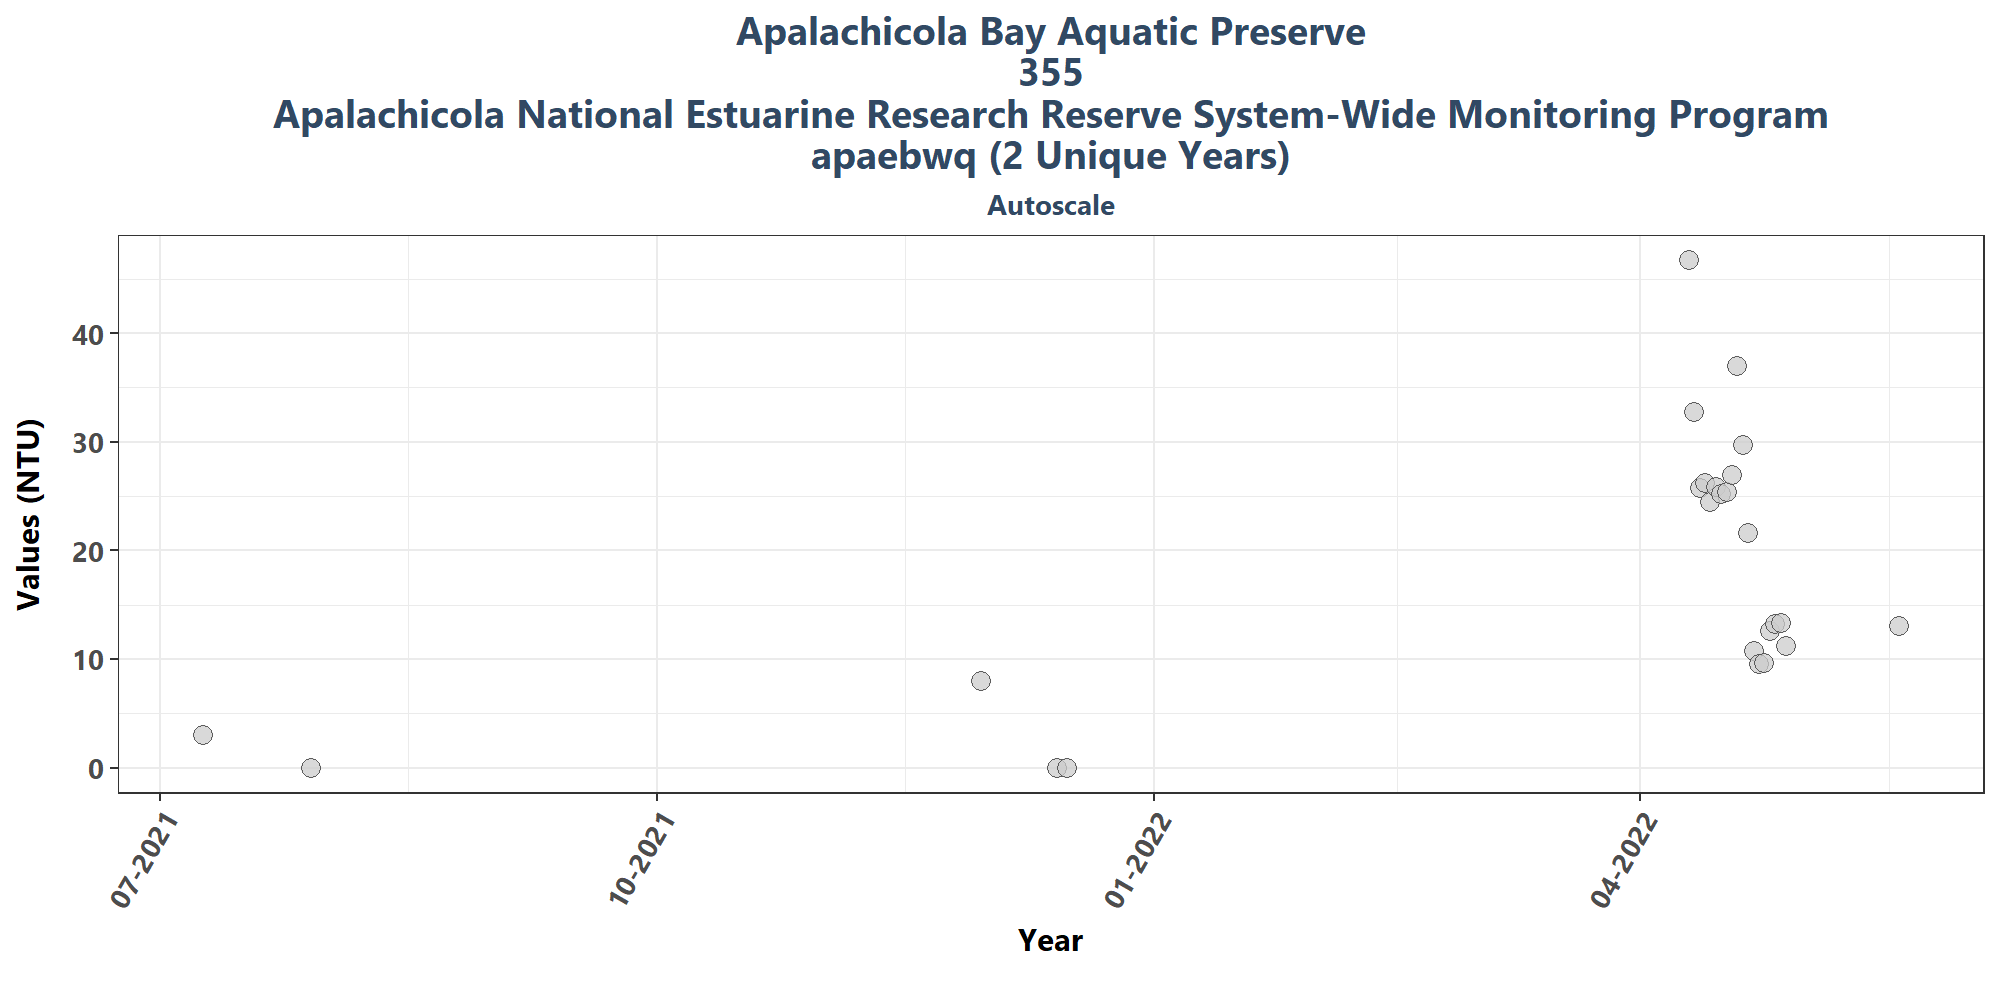 Apalachicola Bay Aquatic Preserve
355
Apalachicola National Estuarine Research Reserve System-Wide Monitoring Program
apaebwq (2 Unique Years)
Autoscale
Values (NTU)
40
30
20
10
0
07-2021
10-2021
01-2022
04-2022
Year